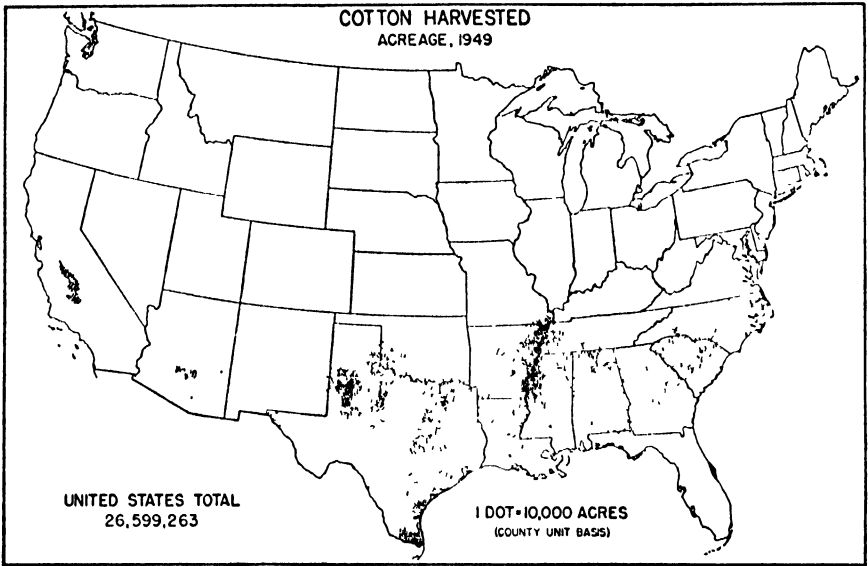 COTTON HARVESTED
ACREAGE, 1949
UNITED STATES TOTAL
26,599,263
1 DOT=10,000 ACRES
(COUNTY UNIT BASIS)